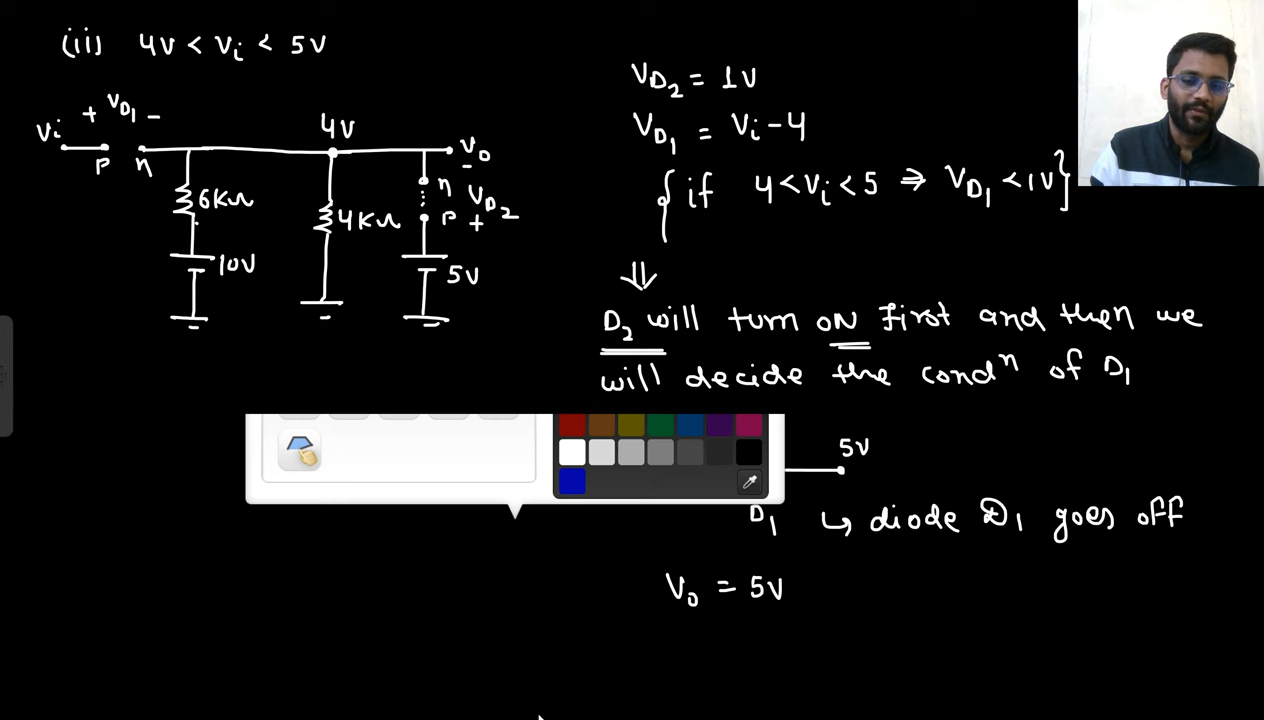 (ii) 4V < Vi < 5V
Vi + VD1 -
P n
4V
Vo
6KΩ
10V
4KΩ
-
n VD2
P +
5V
VD2 = 1V
VD1 = Vi - 4
{ if 4 < Vi < 5 ⇒ VD1 < 1V }
⇓
D2 will turn ON first and then we
will decide the condn of D1
5V
D1 ↳ diode D1 goes off
Vo = 5V